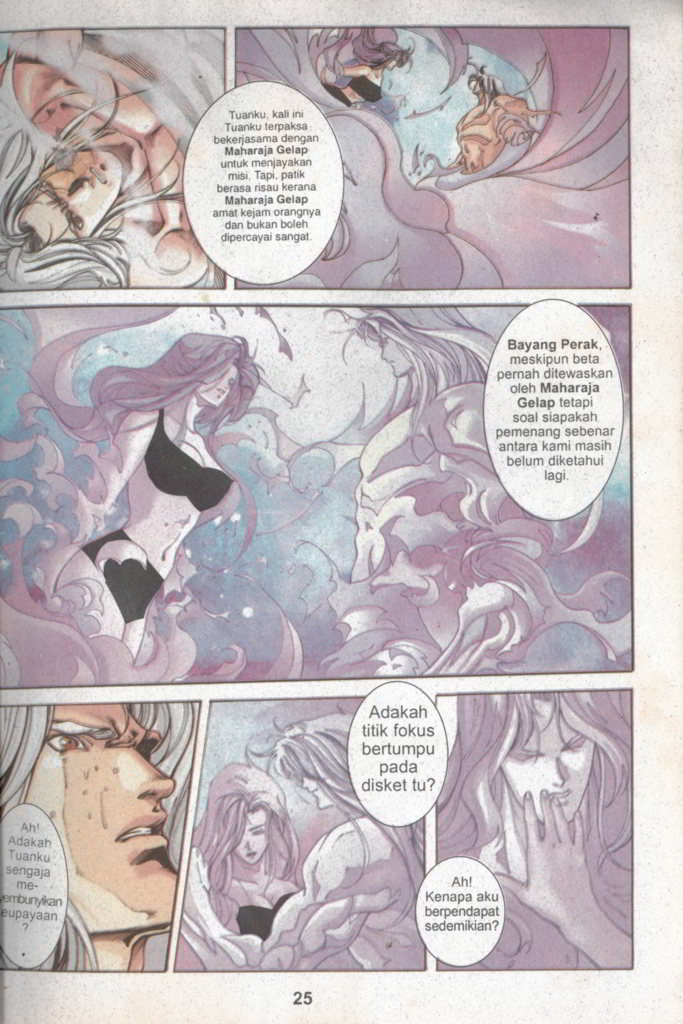 Tuanku, kali ini
Tuanku terpaksa
bekerjasama dengan
Maharaja Gelap
untuk menjayakan
misi. Tapi, patik
berasa risau kerana
Maharaja Gelap
amat kejam orangnya
dan bukan boleh
dipercayai sangat.
Bayang Perak,
meskipun beta
pernah ditewaskan
oleh Maharaja
Gelap tetapi
soal siapakah
pemenang sebenar
antara kami masih
belum diketahui
lagi.
Ah!
Adakah
Tuanku
sengaja
me-
yembunyikan
eupayaan
?
Adakah
titik fokus
bertumpu
pada
disket tu?
Ah!
Kenapa aku
berpendapat
sedemikian?
25